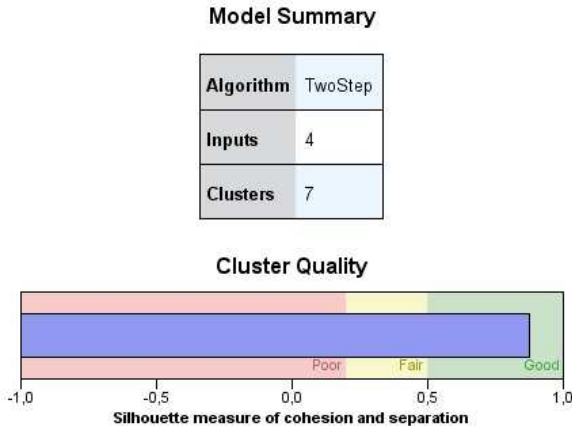 Model Summary
Algorithm TwoStep
Inputs 4
Clusters 7
Cluster Quality
Poor Fair Good
-1,0 -0,5 0,0 0,5 1,0
Silhouette measure of cohesion and separation